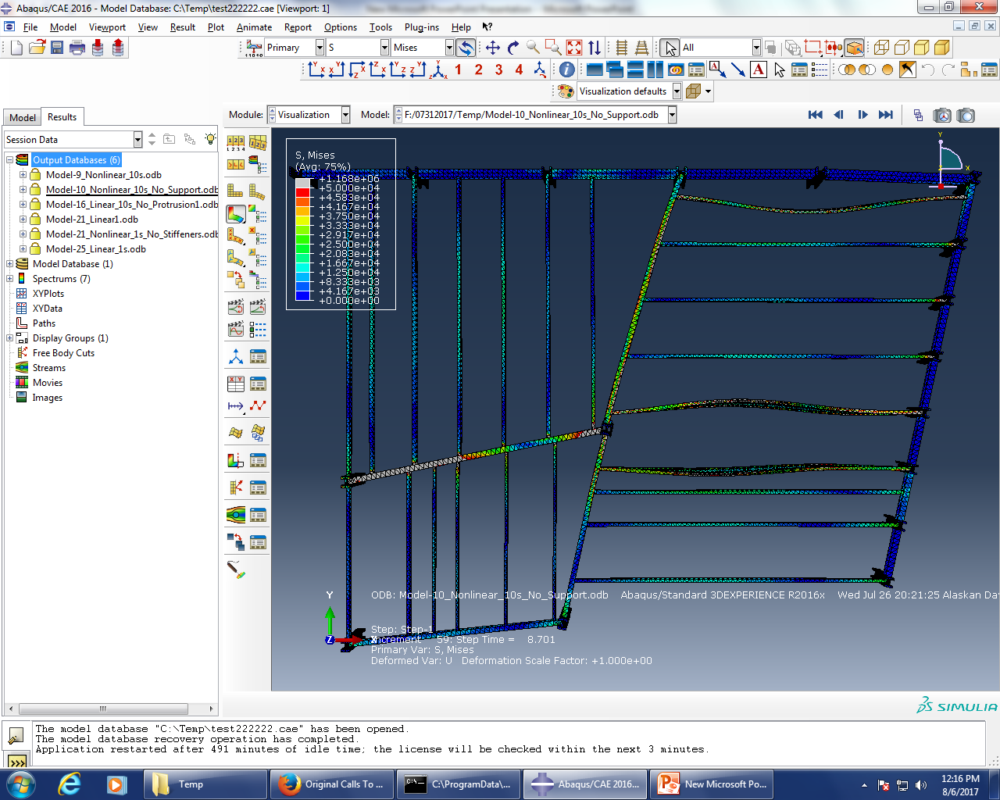 Abaqus/CAE 2016 - Model Database: C:\Temp\test222222.cae [Viewport: 1]
File Model Viewport View Result Plot Animate Report Options Tools Plug-ins Help
Primary S Mises All
1 2 3 4
Visualization defaults
Model Results
Module: Visualization Model: F:/07312017/Temp/Model-10_Nonlinear_10s_No_Support.odb
Session Data
Output Databases (6)
Model-9_Nonlinear_10s.odb
Model-10_Nonlinear_10s_No_Support.odb
Model-16_Linear_10s_No_Protrusion1.odb
Model-21_Linear1.odb
Model-21_Nonlinear_1s_No_Stiffeners.odb
Model-25_Linear_1s.odb
Model Database (1)
Spectrums (7)
XYPlots
XYData
Paths
Display Groups (1)
Free Body Cuts
Streams
Movies
Images
S, Mises
(Avg: 75%)
+1.168e+06
+5.000e+04
+4.583e+04
+4.167e+04
+3.750e+04
+3.333e+04
+2.917e+04
+2.500e+04
+2.083e+04
+1.667e+04
+1.250e+04
+8.333e+03
+4.167e+03
+0.000e+00
Y
X
Y
Z
X
ODB: Model-10_Nonlinear_10s_No_Support.odb Abaqus/Standard 3DEXPERIENCE R2016x Wed Jul 26 20:21:25 Alaskan Da
Step: Step-1
Increment 59: Step Time = 8.701
Primary Var: S, Mises
Deformed Var: U Deformation Scale Factor: +1.000e+00
SIMULIA
The model database "C:\Temp\test222222.cae" has been opened.
The model database recovery operation has completed.
Application restarted after 491 minutes of idle time; the license will be checked within the next 3 minutes.
>>>
Temp
Original Calls To ...
C:\ProgramData\...
Abaqus/CAE 2016...
New Microsoft Po...
12:16 PM
8/6/2017